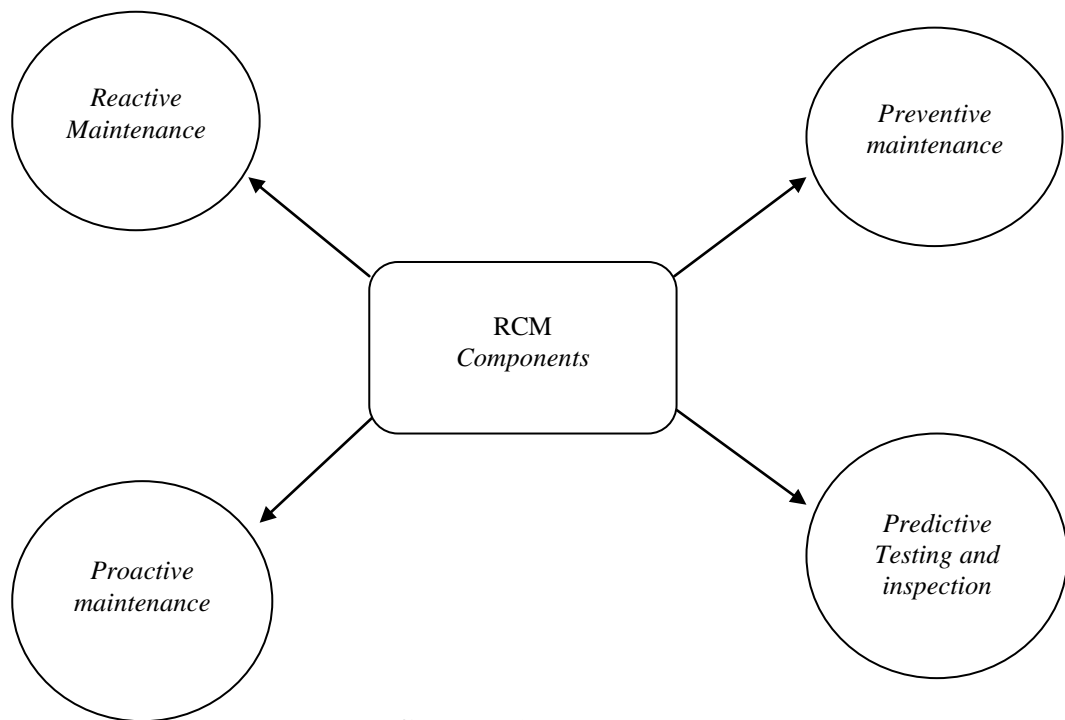 Reactive
Maintenance
Preventive
maintenance
RCM
Components
Proactive
maintenance
Predictive
Testing and
inspection